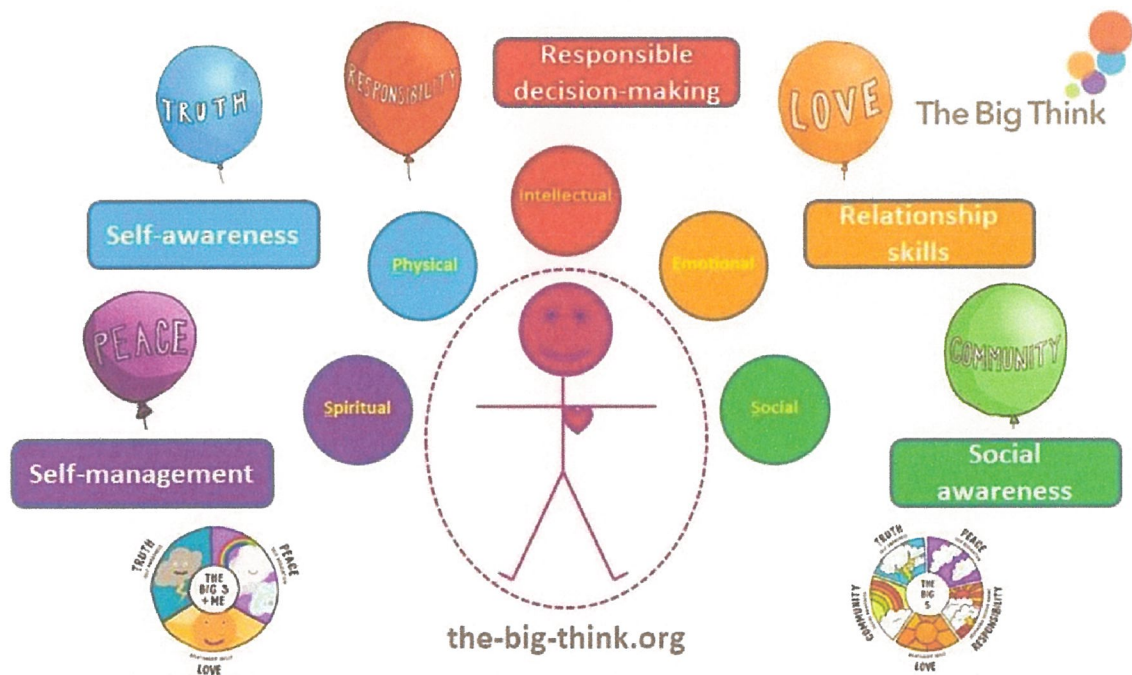 TRUTH
RESPONSIBILITY
Responsible
decision-making
LOVE
The Big Think
Self-awareness
Physical
Intellectual
Emotional
Relationship
skills
PEACE
COMMUNITY
Spiritual
Social
Self-management
Social
awareness
TRUTH
PEACE
THE
BIG 3
+ ME
LOVE
TRUTH
PEACE
COMMUNITY
THE
BIG
5
RESPONSIBILITY
LOVE
the-big-think.org